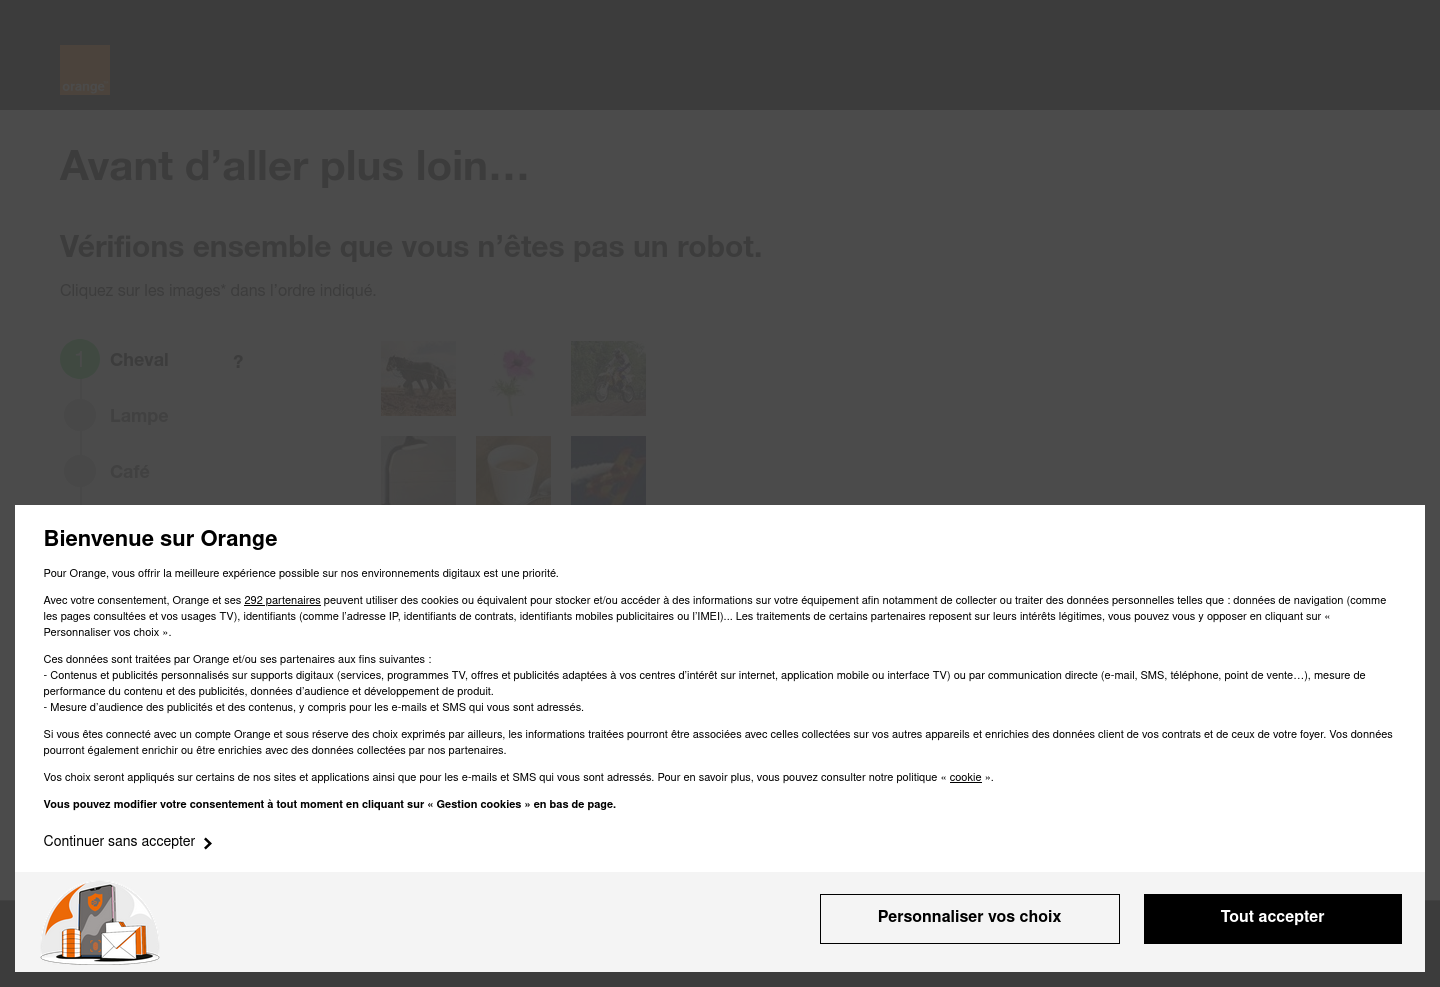 orange
Avant d’aller plus loin...
Vérifions ensemble que vous n’êtes pas un robot.
Cliquez sur les images* dans l’ordre indiqué.
1 Cheval ?
Lampe
Café
Bienvenue sur Orange
Pour Orange, vous offrir la meilleure expérience possible sur nos environnements digitaux est une priorité.
Avec votre consentement, Orange et ses 292 partenaires peuvent utiliser des cookies ou équivalent pour stocker et/ou accéder à des informations sur votre équipement afin notamment de collecter ou traiter des données personnelles telles que : données de navigation (comme
les pages consultées et vos usages TV), identifiants (comme l’adresse IP, identifiants de contrats, identifiants mobiles publicitaires ou l’IMEI)... Les traitements de certains partenaires reposent sur leurs intérêts légitimes, vous pouvez vous y opposer en cliquant sur «
Personnaliser vos choix ».
Ces données sont traitées par Orange et/ou ses partenaires aux fins suivantes :
- Contenus et publicités personnalisés sur supports digitaux (services, programmes TV, offres et publicités adaptées à vos centres d’intérêt sur internet, application mobile ou interface TV) ou par communication directe (e-mail, SMS, téléphone, point de vente…), mesure de
performance du contenu et des publicités, données d’audience et développement de produit.
- Mesure d’audience des publicités et des contenus, y compris pour les e-mails et SMS qui vous sont adressés.
Si vous êtes connecté avec un compte Orange et sous réserve des choix exprimés par ailleurs, les informations traitées pourront être associées avec celles collectées sur vos autres appareils et enrichies des données client de vos contrats et de ceux de votre foyer. Vos données
pourront également enrichir ou être enrichies avec des données collectées par nos partenaires.
Vos choix seront appliqués sur certains de nos sites et applications ainsi que pour les e-mails et SMS qui vous sont adressés. Pour en savoir plus, vous pouvez consulter notre politique « cookie ».
Vous pouvez modifier votre consentement à tout moment en cliquant sur « Gestion cookies » en bas de page.
Continuer sans accepter
Personnaliser vos choix
Tout accepter